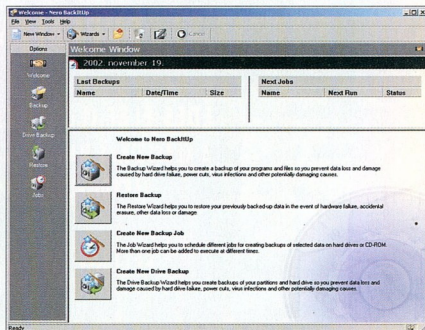 Welcome - Nero BackItUp
File View Tools Help
New Window Wizards Cancel
Options
Welcome Window
2002. november 19.
Welcome
Backup
Drive Backup
Restore
Jobs
Last Backups
Name Date/Time Size
Next Jobs
Name Next Run Status
Welcome to Nero BackItUp
Create New Backup
The Backup Wizard helps you to create a backup of your programs and files so you prevent data loss and damage
caused by hard drive failure, power cuts, virus infections and other potentially damaging causes.
Restore Backup
The Restore Wizard helps you to restore your previously backed-up data in the event of hardware failure, accidental
erasure, other data loss or damage.
Create New Backup Job
The Job Wizard helps you to schedule different jobs for creating backups of selected data on hard drives or CD-ROM.
More than one job can be added to execute at different times.
Create New Drive Backup
The Drive Backup Wizard helps you create backups of your partitions and hard drive so you prevent data loss and
damage caused by hard drive failure, power cuts, virus infections and other potentially damaging causes.
Ready